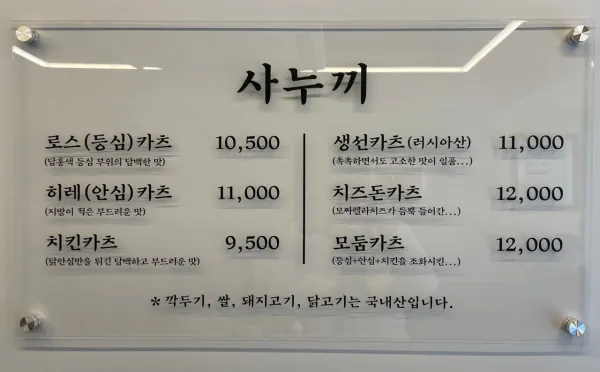 사누끼
로스(등심)카츠 10,500
(담홍색 등심 부위의 담백한 맛)
히레(안심)카츠 11,000
(지방이 적은 부드러운 맛)
치킨카츠 9,500
(닭안심만을 튀긴 담백하고 부드러운 맛)
생선카츠(러시아산) 11,000
(촉촉하면서도 고소한 맛이 일품...)
치즈돈카츠 12,000
(모짜렐라치즈가 듬뿍 들어간...)
모둠카츠 12,000
(등심+안심+치킨을 조화시킨...)
* 깍두기, 쌀, 돼지고기, 닭고기는 국내산입니다.